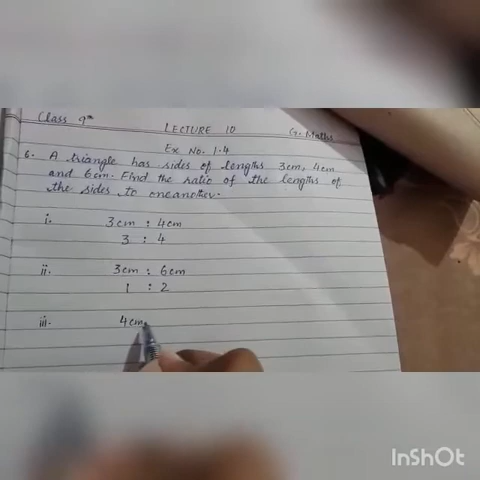 Class 9th
LECTURE 10
G. Maths
Ex No. 1.4
6. A triangle has sides of lengths 3cm, 4cm
and 6cm. Find the ratio of the lengths of
the sides to oneanother.
i. 3cm : 4cm
3 : 4
ii. 3cm : 6cm
1 : 2
iii. 4cm
InShOt